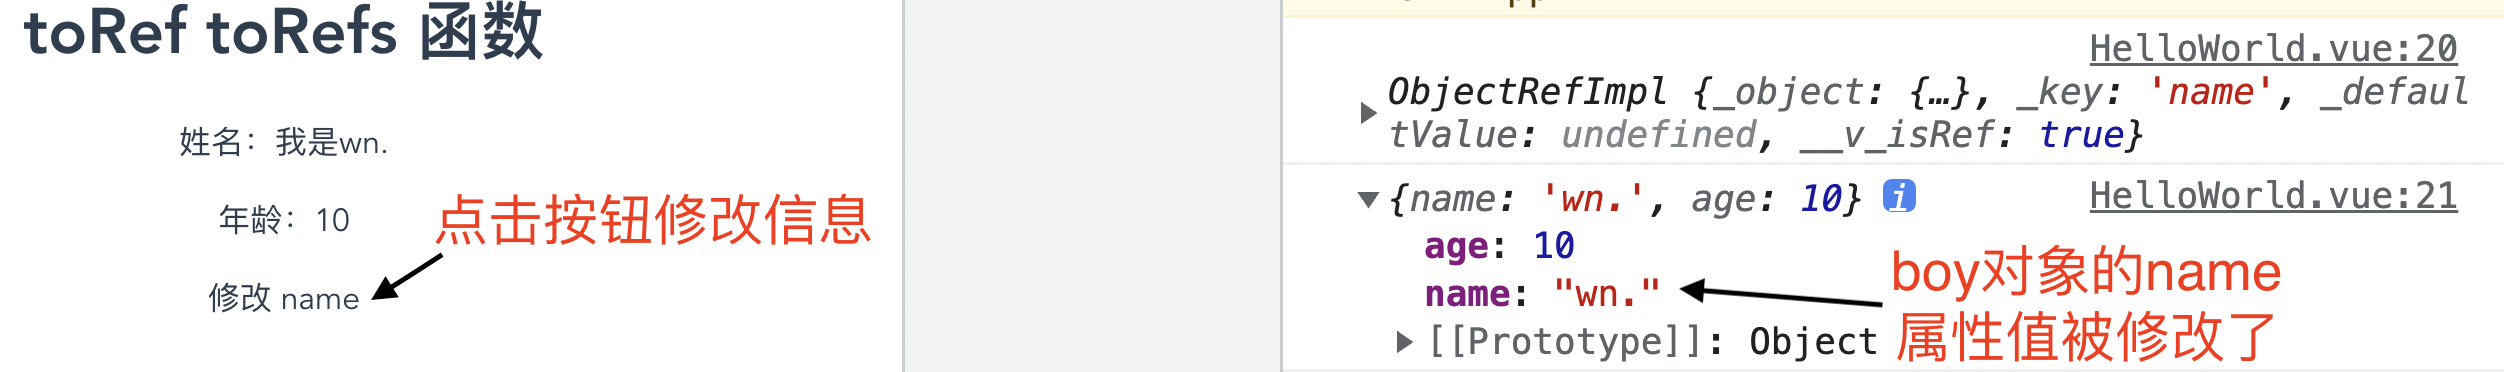 toRef toRefs 函数
姓名：我是wn.
年龄：10
修改 name
点击按钮修改信息
HelloWorld.vue:20
ObjectRefImpl {_object: {…}, _key: 'name', _defaul
tValue: undefined, __v_isRef: true}
{name: 'wn.', age: 10} i
HelloWorld.vue:21
age: 10
name: "wn."
[[Prototype]]: Object
boy对象的name
属性值被修改了